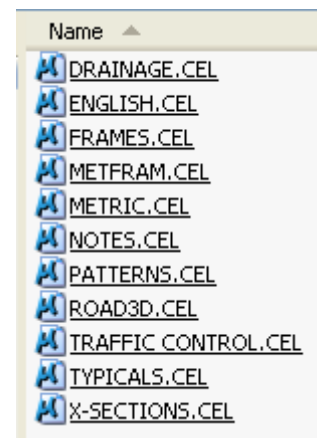 Name
DRAINAGE.CEL
ENGLISH.CEL
FRAMES.CEL
METFRAM.CEL
METRIC.CEL
NOTES.CEL
PATTERNS.CEL
ROAD3D.CEL
TRAFFIC CONTROL.CEL
TYPICALS.CEL
X-SECTIONS.CEL